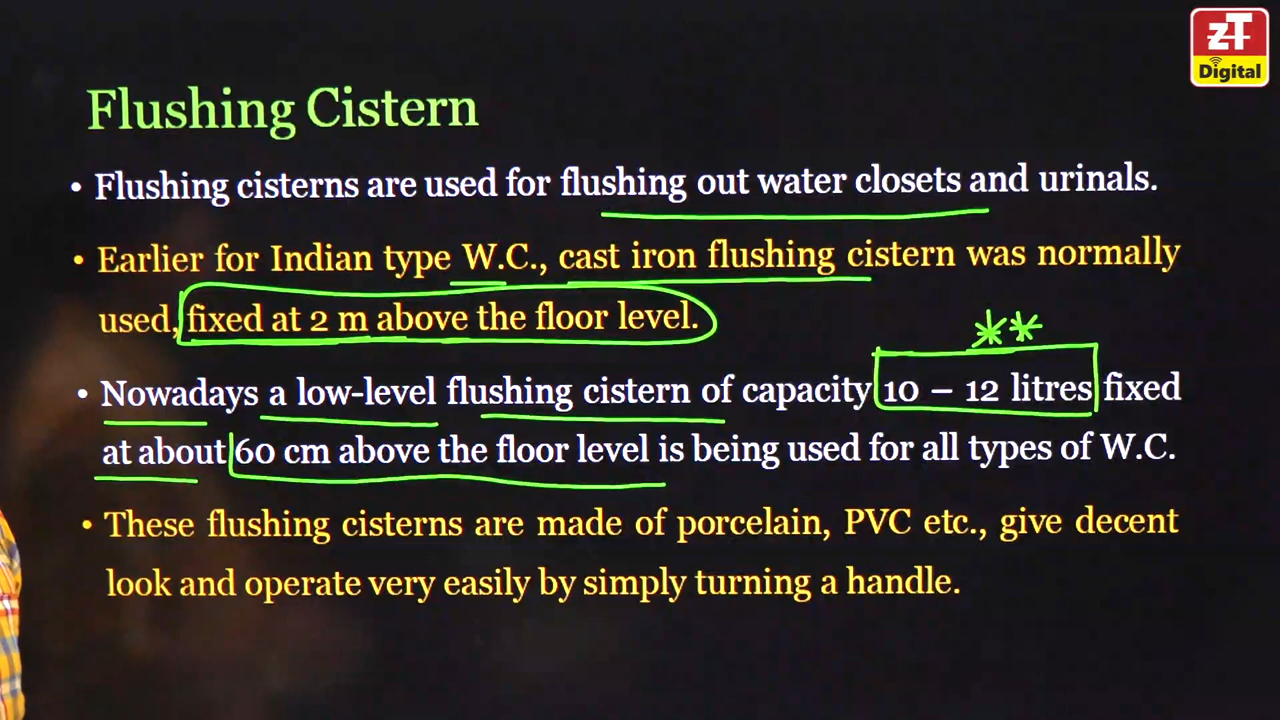 zT
Digital
Flushing Cistern
• Flushing cisterns are used for flushing out water closets and urinals.
• Earlier for Indian type W.C., cast iron flushing cistern was normally
used, fixed at 2 m above the floor level.
**
• Nowadays a low-level flushing cistern of capacity 10 – 12 litres fixed
at about 60 cm above the floor level is being used for all types of W.C.
• These flushing cisterns are made of porcelain, PVC etc., give decent
look and operate very easily by simply turning a handle.